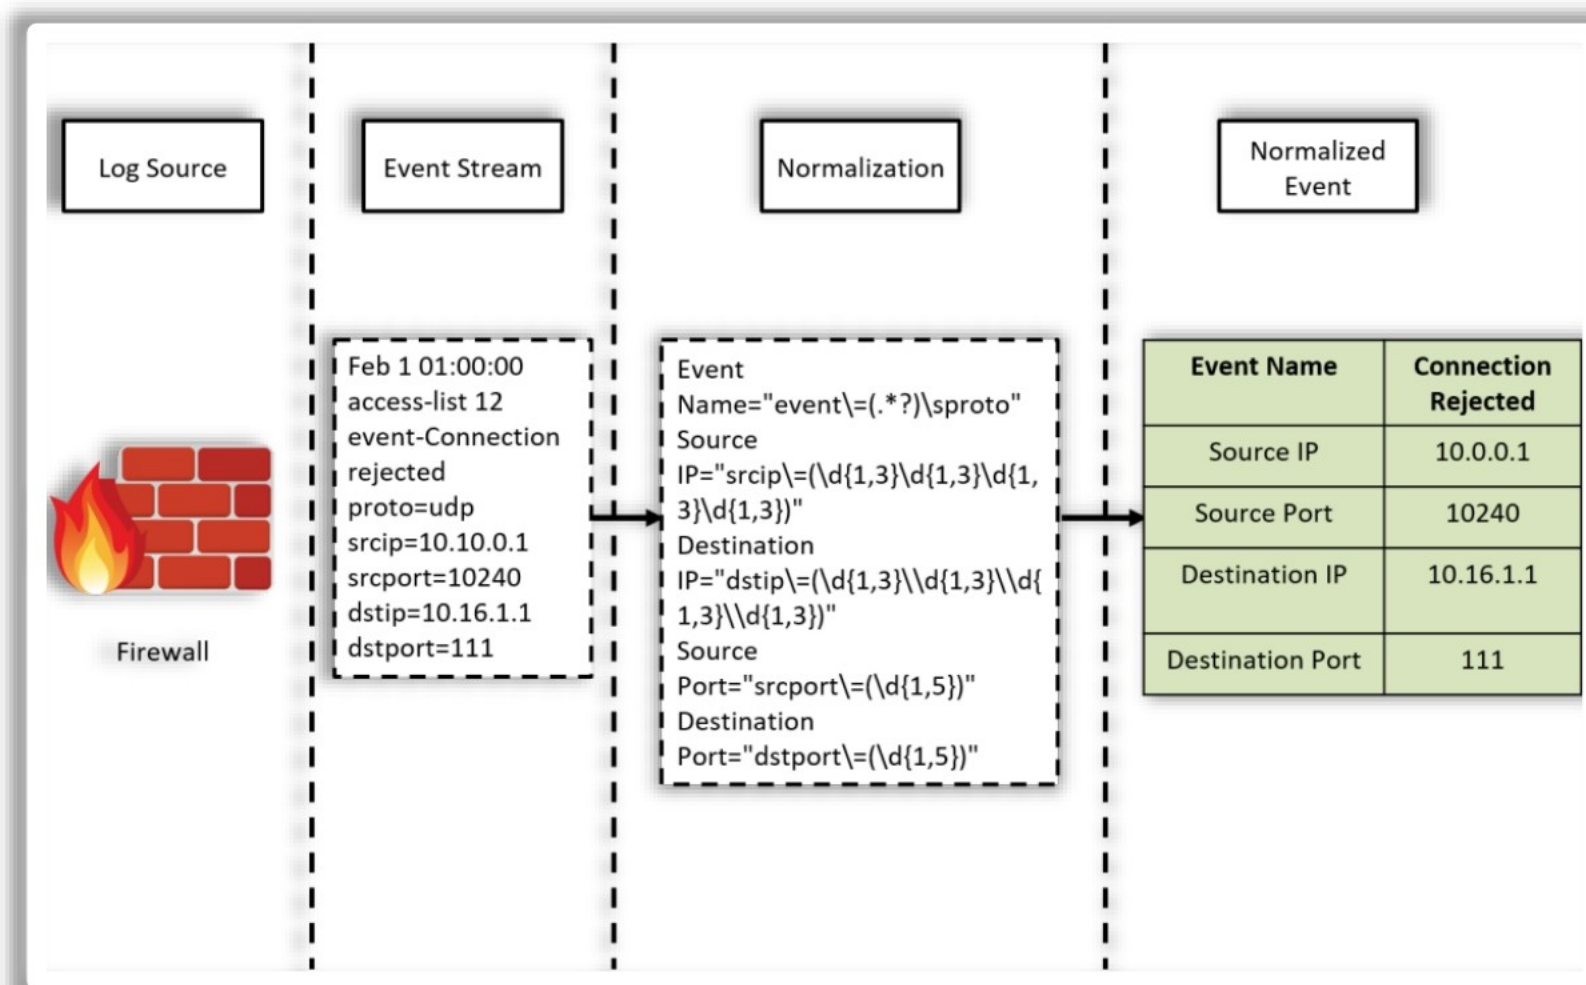 Log Source
Event Stream
Normalization
Normalized
Event
Firewall
Feb 1 01:00:00
access-list 12
event-Connection
rejected
proto=udp
srcip=10.10.0.1
srcport=10240
dstip=10.16.1.1
dstport=111
Event
Name="event\=(.*?)\sproto"
Source
IP="srcip\=(\d{1,3}\d{1,3}\d{1,
3}\d{1,3})"
Destination
IP="dstip\=(\d{1,3}\\d{1,3}\\d{
1,3}\\d{1,3})"
Source
Port="srcport\=(\d{1,5})"
Destination
Port="dstport\=(\d{1,5})"
Event Name Connection
Rejected
Source IP 10.0.0.1
Source Port 10240
Destination IP 10.16.1.1
Destination Port 111